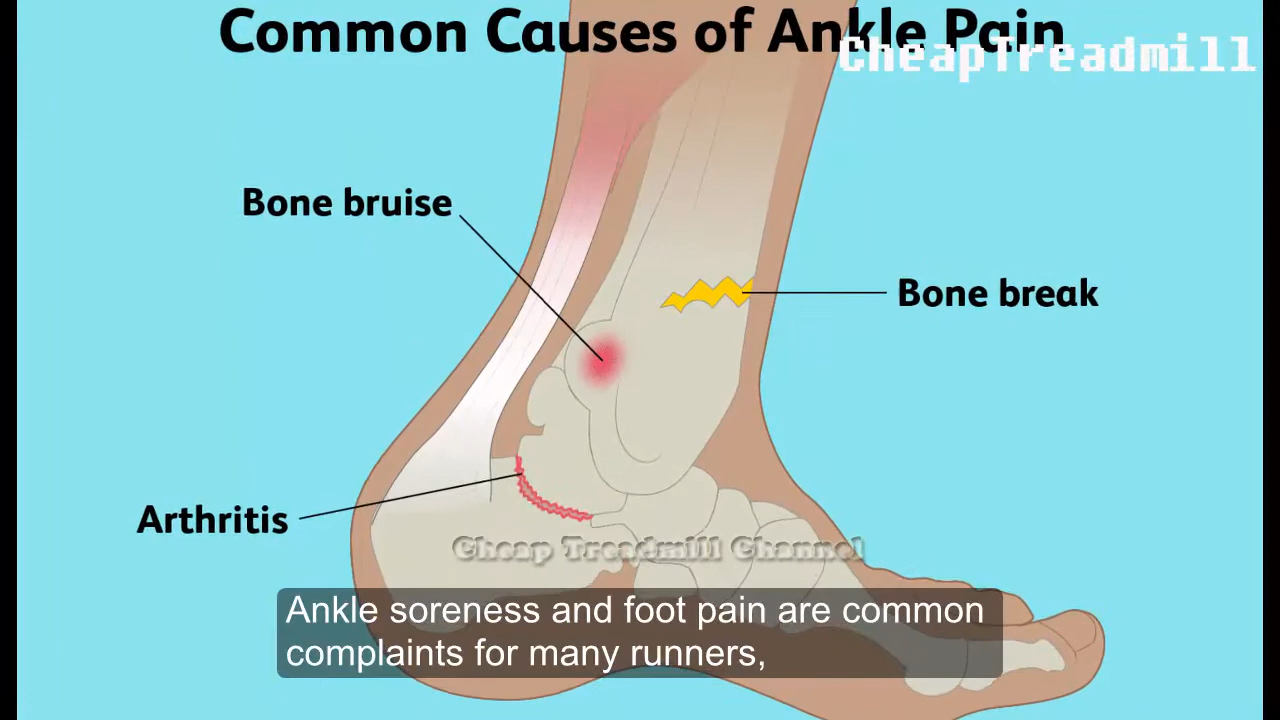 Common Causes of Ankle Pain
CheapTreadmill
Bone bruise
Bone break
Arthritis
Cheap Treadmill Channel
Ankle soreness and foot pain are common
complaints for many runners,